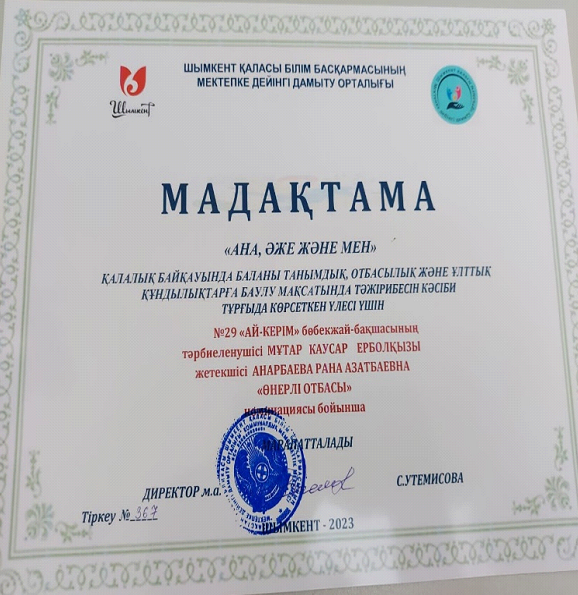 ШЫМКЕНТ ҚАЛАСЫ БІЛІМ БАСҚАРМАСЫНЫҢ
МЕКТЕПКЕ ДЕЙІНГІ ДАМЫТУ ОРТАЛЫҒЫ
Шымкент
МАДАҚТАМА
«АНА, ӘЖЕ ЖӘНЕ МЕН»
ҚАЛАЛЫҚ БАЙҚАУЫНДА БАЛАНЫ ТАНЫМДЫҚ, ОТБАСЫЛЫҚ ЖӘНЕ ҰЛТТЫҚ
ҚҰНДЫЛЫҚТАРҒА БАУЛУ МАҚСАТЫНДА ТӘЖІРИБЕСІН КӘСІБИ
ТҰРҒЫДА КӨРСЕТКЕН ҮЛЕСІ ҮШІН
№29 «АЙ-КЕРІМ» бөбекжай-бақшасының
тәрбиеленушісі МҰТАР КАУСАР ЕРБОЛҚЫЗЫ
жетекшісі АНАРБАЕВА РАНА АЗАТБАЕВНА
«ӨНЕРЛІ ОТБАСЫ»
номинациясы бойынша
МАРАПАТТАЛАДЫ
ДИРЕКТОР м.а. С.УТЕМИСОВА
Тіркеу № 367
ШЫМКЕНТ - 2023